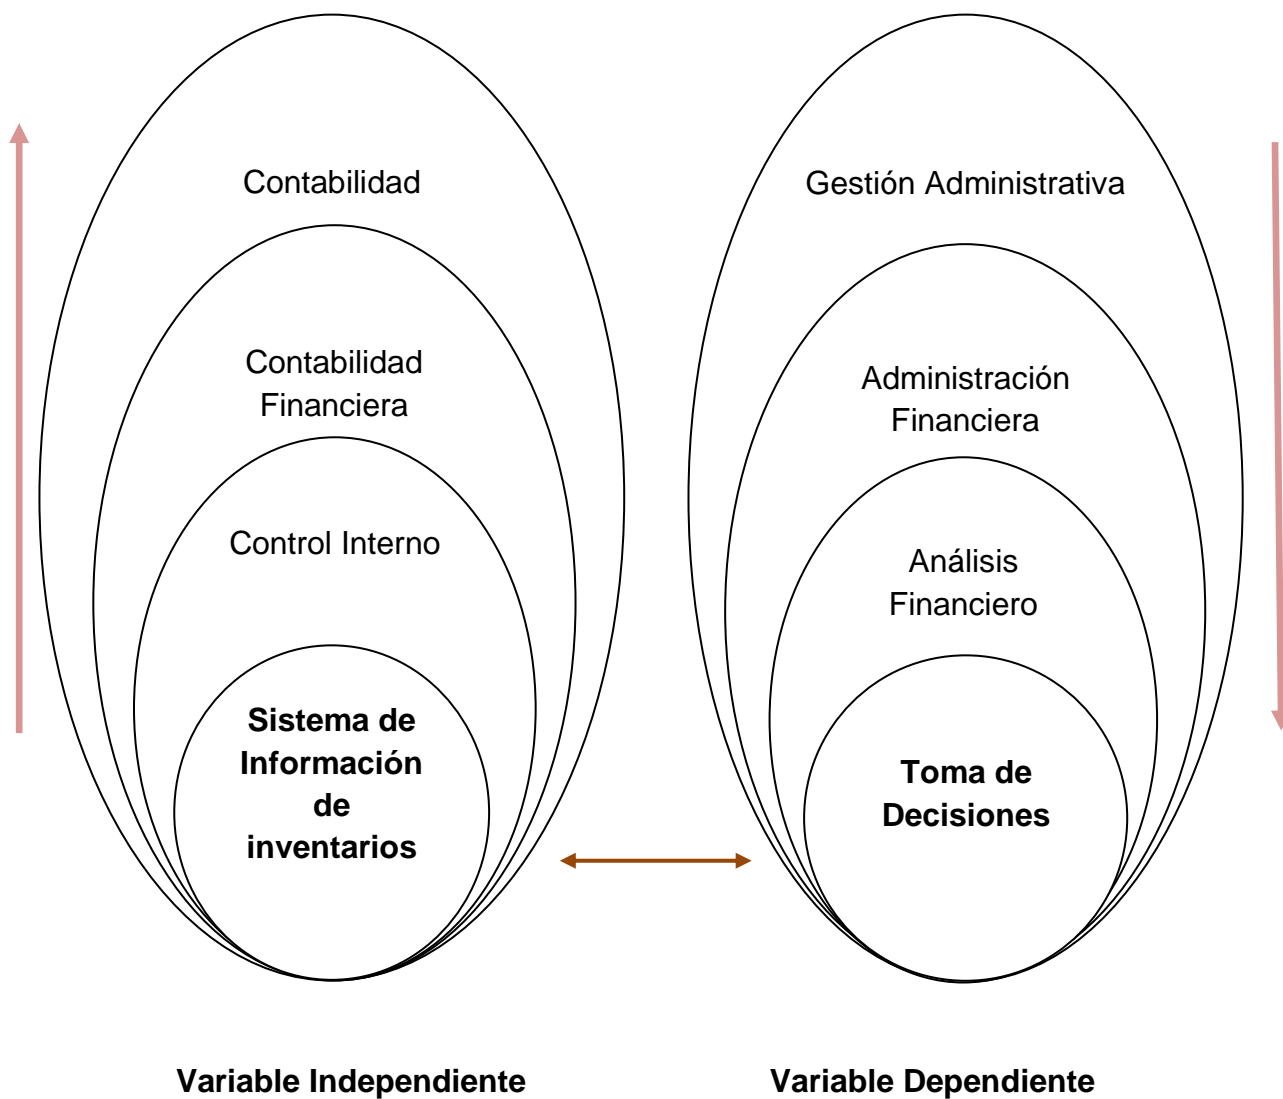 Contabilidad
Contabilidad
Financiera
Control Interno
Sistema de
Información
de
inventarios
Gestión Administrativa
Administración
Financiera
Análisis
Financiero
Toma de
Decisiones
Variable Independiente
Variable Dependiente